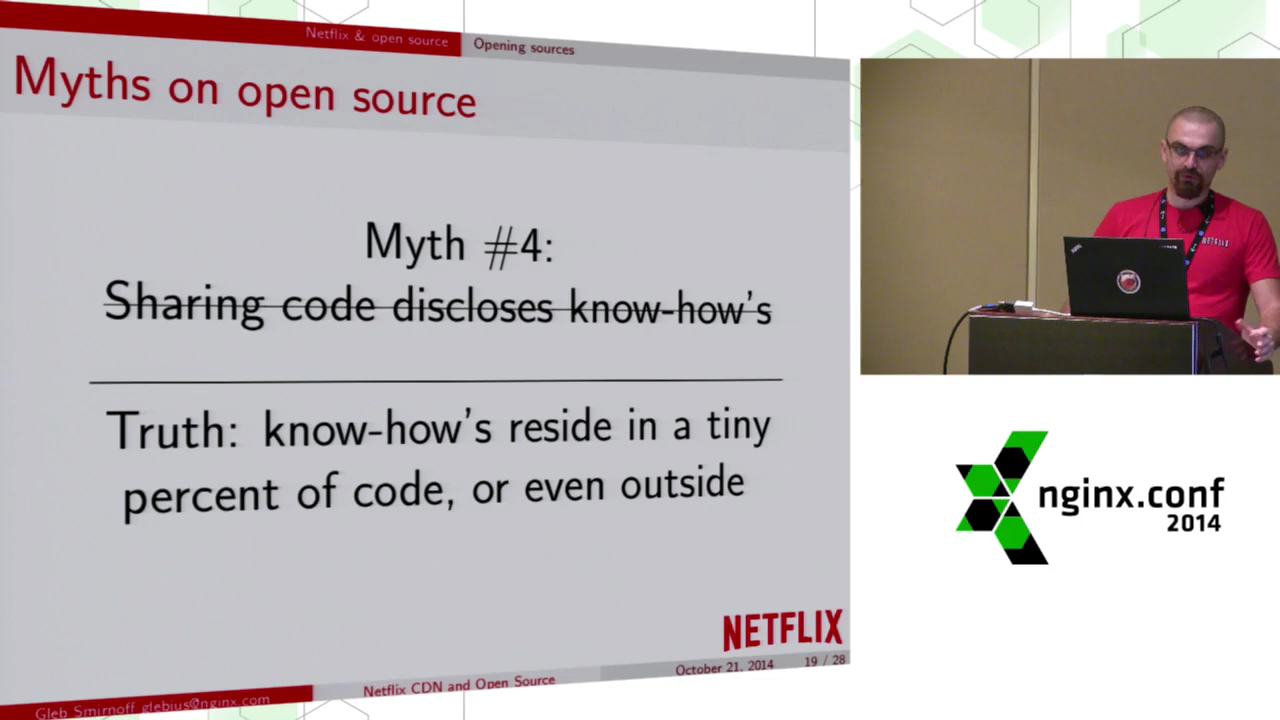 Netflix & open source
Opening sources
Myths on open source
Myth #4:
Sharing code discloses know-how's
Truth: know-how's reside in a tiny
percent of code, or even outside
NETFLIX
October 21, 2014 19 / 28
Netflix CDN and Open Source
Gleb Smirnoff glebius@nginx.com
NETFLIX
nginx.conf
2014